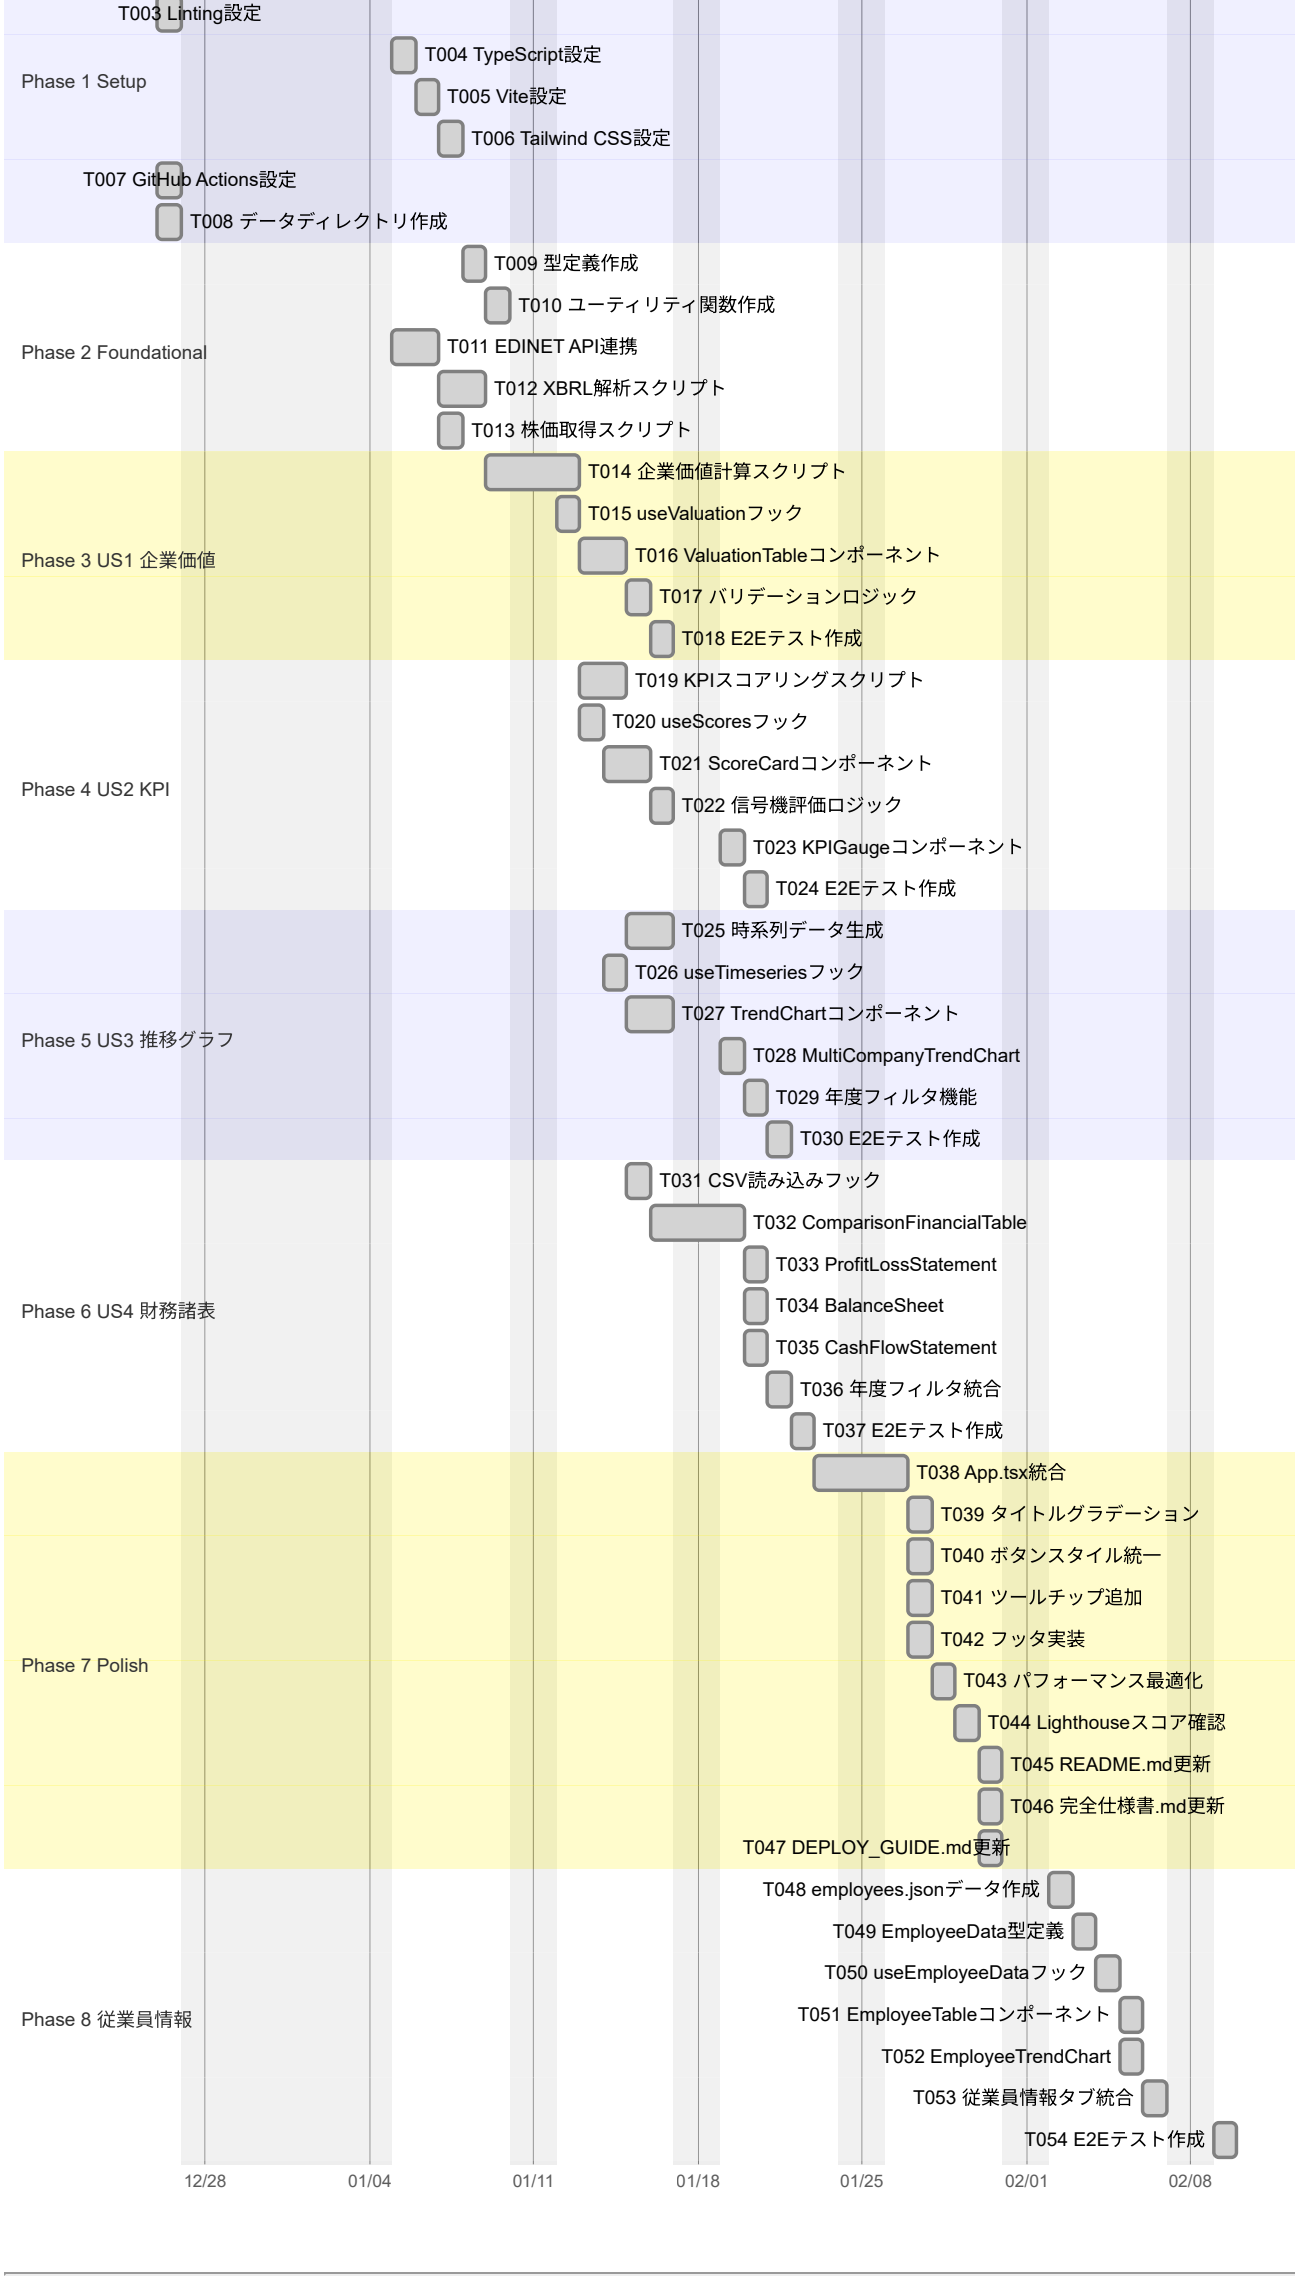 T003 Linting設定
Phase 1 Setup
T004 TypeScript設定
T005 Vite設定
T006 Tailwind CSS設定
T007 GitHub Actions設定
T008 データディレクトリ作成
Phase 2 Foundational
T009 型定義作成
T010 ユーティリティ関数作成
T011 EDINET API連携
T012 XBRL解析スクリプト
T013 株価取得スクリプト
Phase 3 US1 企業価値
T014 企業価値計算スクリプト
T015 useValuationフック
T016 ValuationTableコンポーネント
T017 バリデーションロジック
T018 E2Eテスト作成
Phase 4 US2 KPI
T019 KPIスコアリングスクリプト
T020 useScoresフック
T021 ScoreCardコンポーネント
T022 信号機評価ロジック
T023 KPIGaugeコンポーネント
T024 E2Eテスト作成
Phase 5 US3 推移グラフ
T025 時系列データ生成
T026 useTimeseriesフック
T027 TrendChartコンポーネント
T028 MultiCompanyTrendChart
T029 年度フィルタ機能
T030 E2Eテスト作成
Phase 6 US4 財務諸表
T031 CSV読み込みフック
T032 ComparisonFinancialTable
T033 ProfitLossStatement
T034 BalanceSheet
T035 CashFlowStatement
T036 年度フィルタ統合
T037 E2Eテスト作成
Phase 7 Polish
T038 App.tsx統合
T039 タイトルグラデーション
T040 ボタンスタイル統一
T041 ツールチップ追加
T042 フッタ実装
T043 パフォーマンス最適化
T044 Lighthouseスコア確認
T045 README.md更新
T046 完全仕様書.md更新
T047 DEPLOY_GUIDE.md更新
Phase 8 従業員情報
T048 employees.jsonデータ作成
T049 EmployeeData型定義
T050 useEmployeeDataフック
T051 EmployeeTableコンポーネント
T052 EmployeeTrendChart
T053 従業員情報タブ統合
T054 E2Eテスト作成
12/28 01/04 01/11 01/18 01/25 02/01 02/08